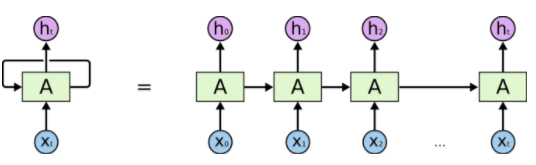 hₜ h₀ h₁ h₂ hₜ
A = A A A A
xₜ x₀ x₁ x₂ ... xₜ